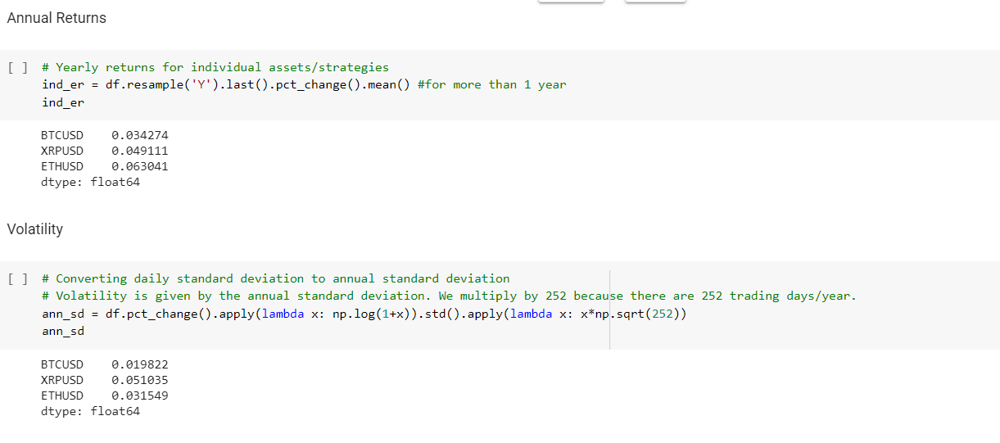 Annual Returns
[ ] # Yearly returns for individual assets/strategies
ind_er = df.resample('Y').last().pct_change().mean() #for more than 1 year
ind_er
BTCUSD    0.034274
XRPUSD    0.049111
ETHUSD    0.063041
dtype: float64
Volatility
[ ] # Converting daily standard deviation to annual standard deviation
# Volatility is given by the annual standard deviation. We multiply by 252 because there are 252 trading days/year.
ann_sd = df.pct_change().apply(lambda x: np.log(1+x)).std().apply(lambda x: x*np.sqrt(252))
ann_sd
BTCUSD    0.019822
XRPUSD    0.051035
ETHUSD    0.031549
dtype: float64